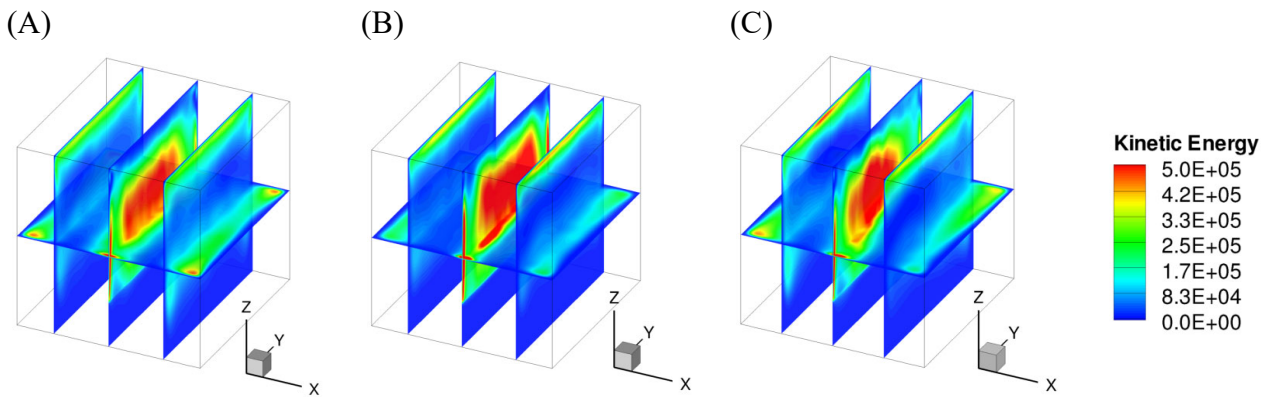 (A)
(B)
(C)
Z
Y
X
Z
Y
X
Z
Y
X
Kinetic Energy
5.0E+05
4.2E+05
3.3E+05
2.5E+05
1.7E+05
8.3E+04
0.0E+00